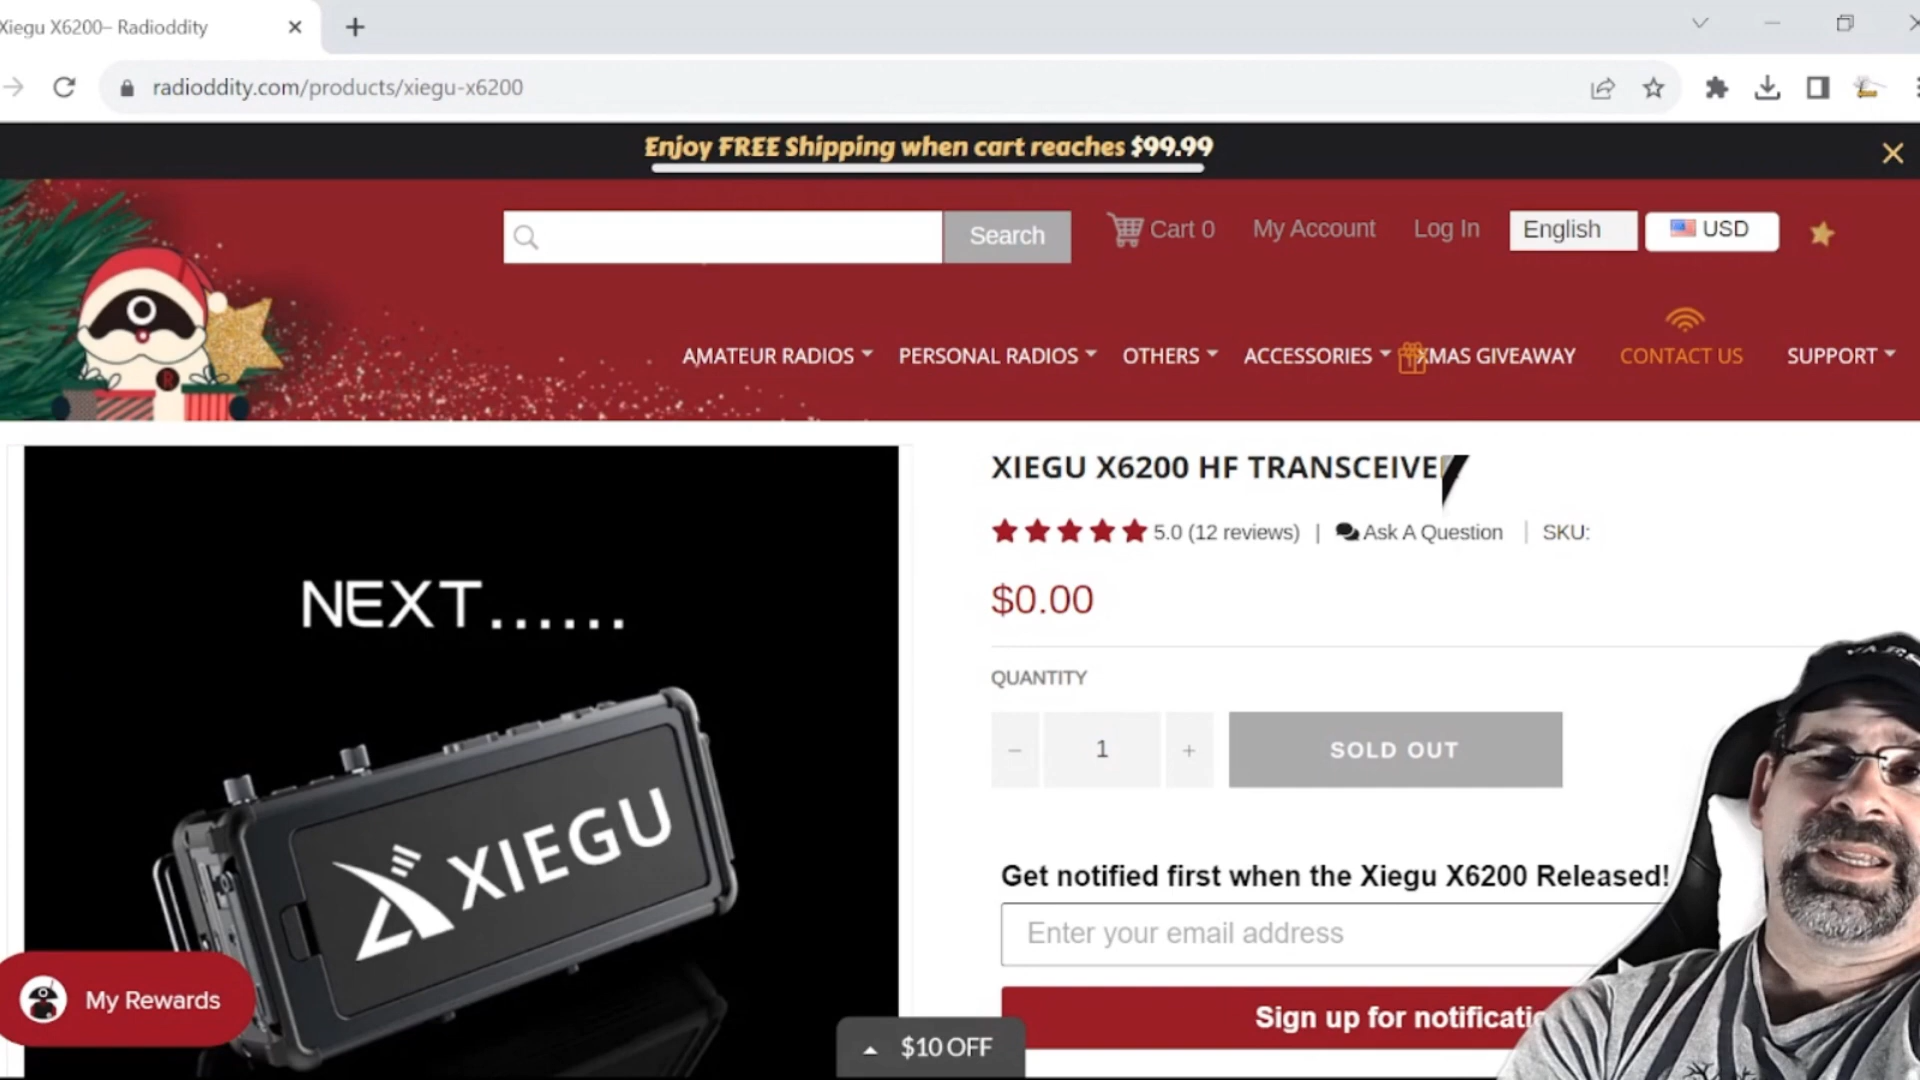 Xiegu X6200– Radioddity
radioddity.com/products/xiegu-x6200
Enjoy FREE Shipping when cart reaches $99.99
Search
Cart 0
My Account
Log In
English
USD
AMATEUR RADIOS
PERSONAL RADIOS
OTHERS
ACCESSORIES
XMAS GIVEAWAY
CONTACT US
SUPPORT
XIEGU X6200 HF TRANSCEIVE
5.0 (12 reviews) | Ask A Question | SKU:
NEXT......
$0.00
QUANTITY
− 1 +
SOLD OUT
XIEGU
Get notified first when the Xiegu X6200 Released!
Enter your email address
My Rewards
Sign up for notificatio
$10 OFF